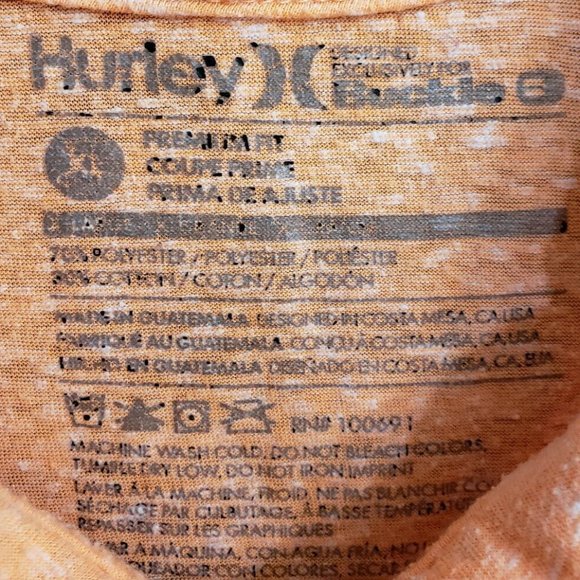 Hurley
DESIGNED
EXCLUSIVELY FOR
Buckle B
XL
PREMIUM FIT
COUPE PRIME
PRIMA DE AJUSTE
70% POLYESTER / POLYESTER / POLIÉSTER
30% COTTON / COTON / ALGODÓN
MADE IN GUATEMALA DESIGNED IN COSTA MESA, CA, USA
FABRIQUÉ AU GUATEMALA CONÇU À COSTA MESA, CA, USA
HECHO EN GUATEMALA DISEÑADO EN COSTA MESA, CA, EUA
RN# 100691
MACHINE WASH COLD, DO NOT BLEACH COLORS,
TUMBLE DRY LOW, DO NOT IRON IMPRINT
LAVER À LA MACHINE, FROID, NE PAS BLANCHIR
SÉCHAGE PAR CULBUTAGE, À BASSE TEMPÉRATURE
REPASSER SUR LES GRAPHIQUES
A MÁQUINA, CON AGUA FRÍA, NO
COLORES, SECAR